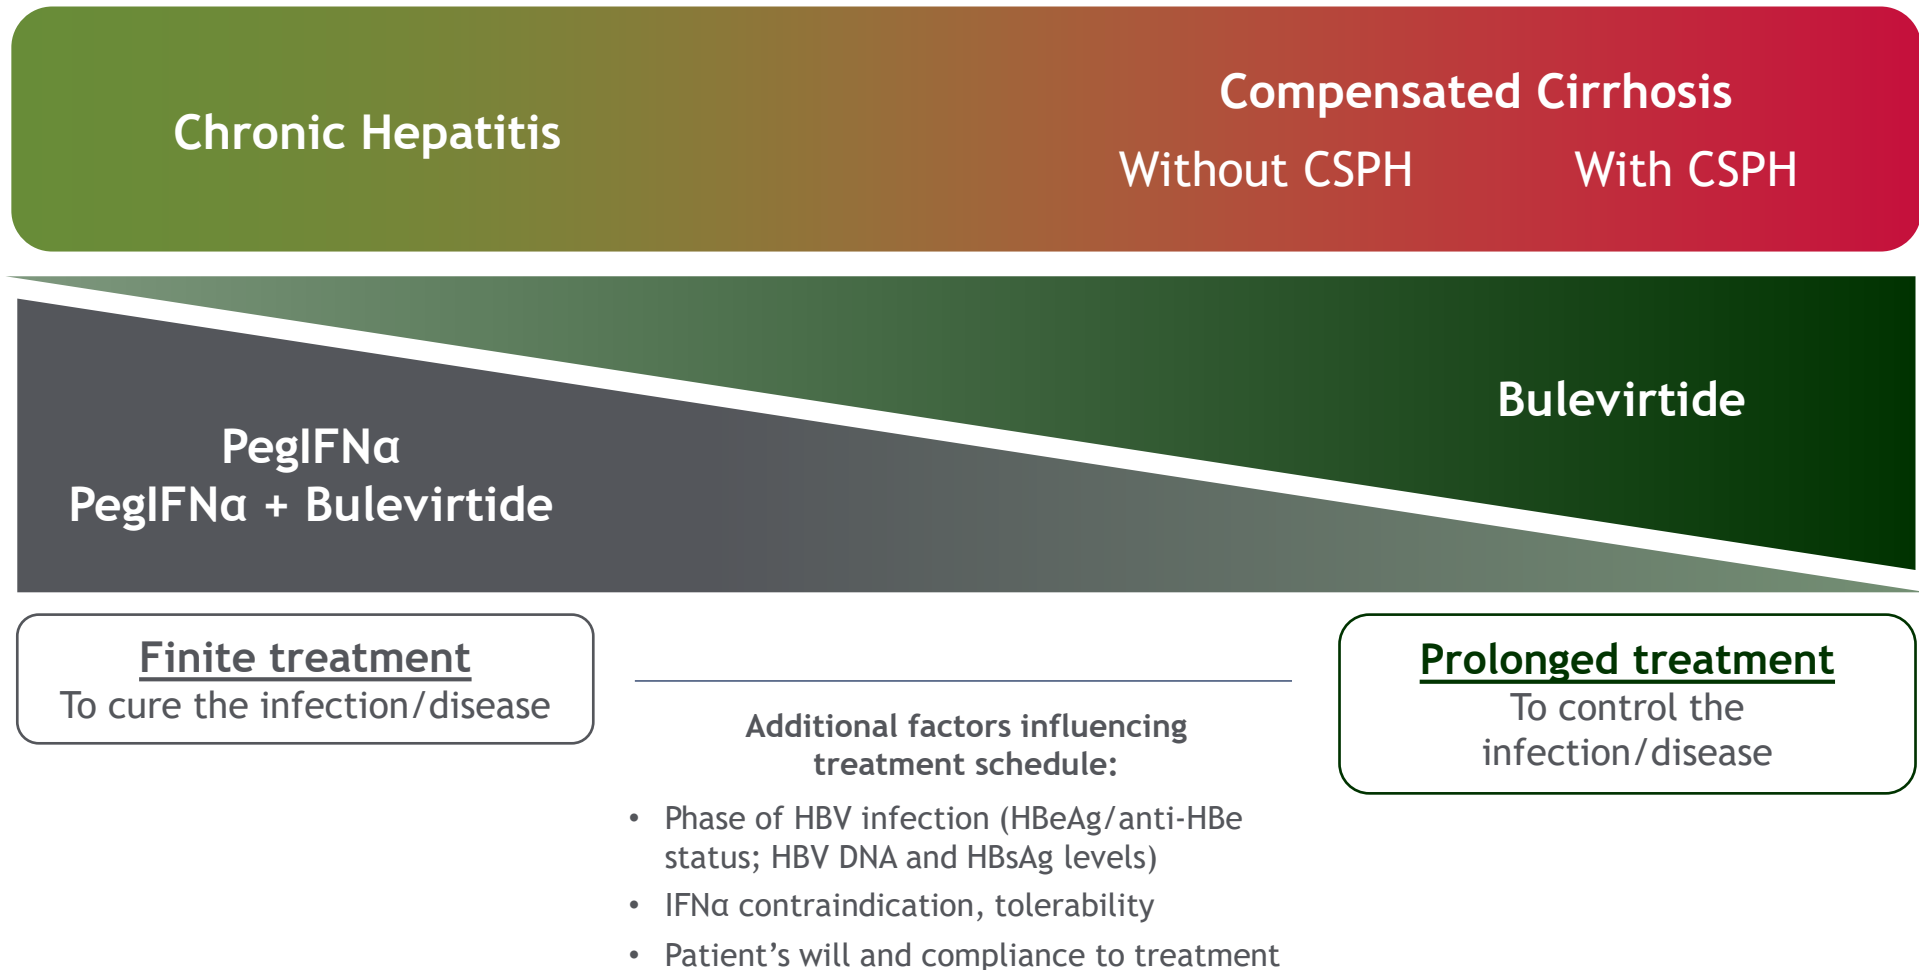 Chronic Hepatitis
Compensated Cirrhosis
Without CSPH
With CSPH
PegIFNα
PegIFNα + Bulevirtide
Bulevirtide
Finite treatment
To cure the infection/disease
Additional factors influencing
treatment schedule:
• Phase of HBV infection (HBeAg/anti-HBe
status; HBV DNA and HBsAg levels)
• IFNα contraindication, tolerability
• Patient’s will and compliance to treatment
Prolonged treatment
To control the
infection/disease